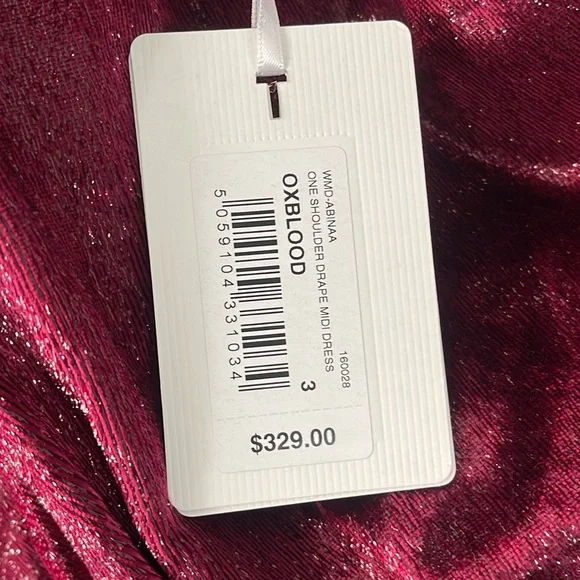 T
WMD-ABINAA
160028
ONE SHOULDER DRAPE MIDI DRESS
OXBLOOD
3
5 059104 331034
$329.00